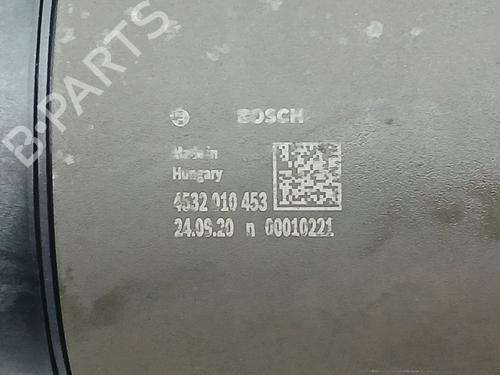 B-PARTS
BOSCH
Made in
Hungary
4532 010 453
24.09.20 n 00010221